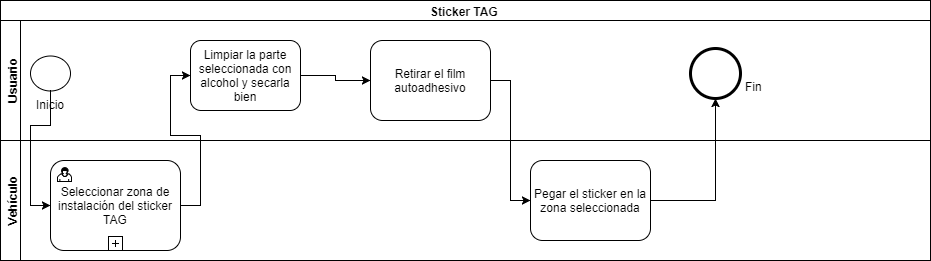 Sticker TAG
Usuario
Inicio
Limpiar la parte
seleccionada con
alcohol y secarla
bien
Retirar el film
autoadhesivo
Fin
Vehículo
Seleccionar zona de
instalación del sticker
TAG
Pegar el sticker en la
zona seleccionada